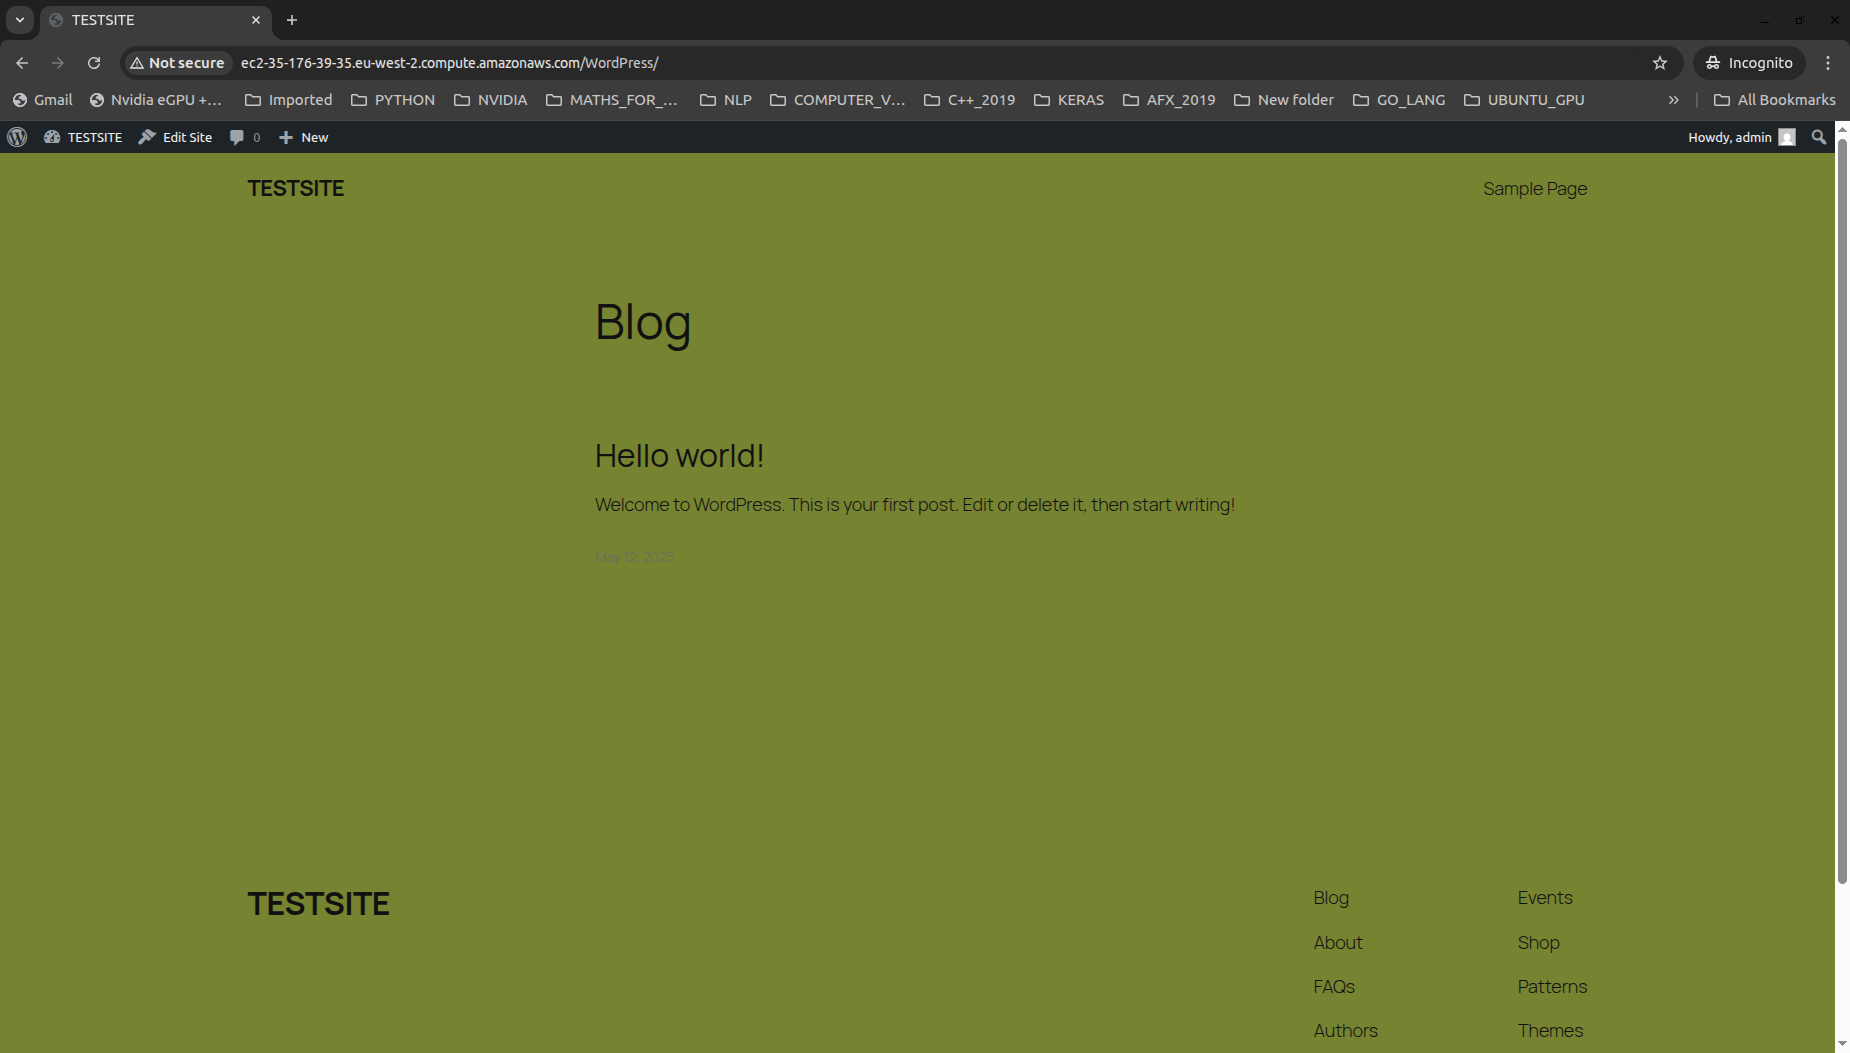 TESTSITE
Not secure ec2-35-176-39-35.eu-west-2.compute.amazonaws.com/WordPress/ Incognito
Gmail Nvidia eGPU +... Imported PYTHON NVIDIA MATHS_FOR_... NLP COMPUTER_V... C++_2019 KERAS AFX_2019 New folder GO_LANG UBUNTU_GPU » All Bookmarks
TESTSITE Edit Site 0 New Howdy, admin
TESTSITE Sample Page
Blog
Hello world!
Welcome to WordPress. This is your first post. Edit or delete it, then start writing!
May 12, 2025
TESTSITE
Blog Events
About Shop
FAQs Patterns
Authors Themes